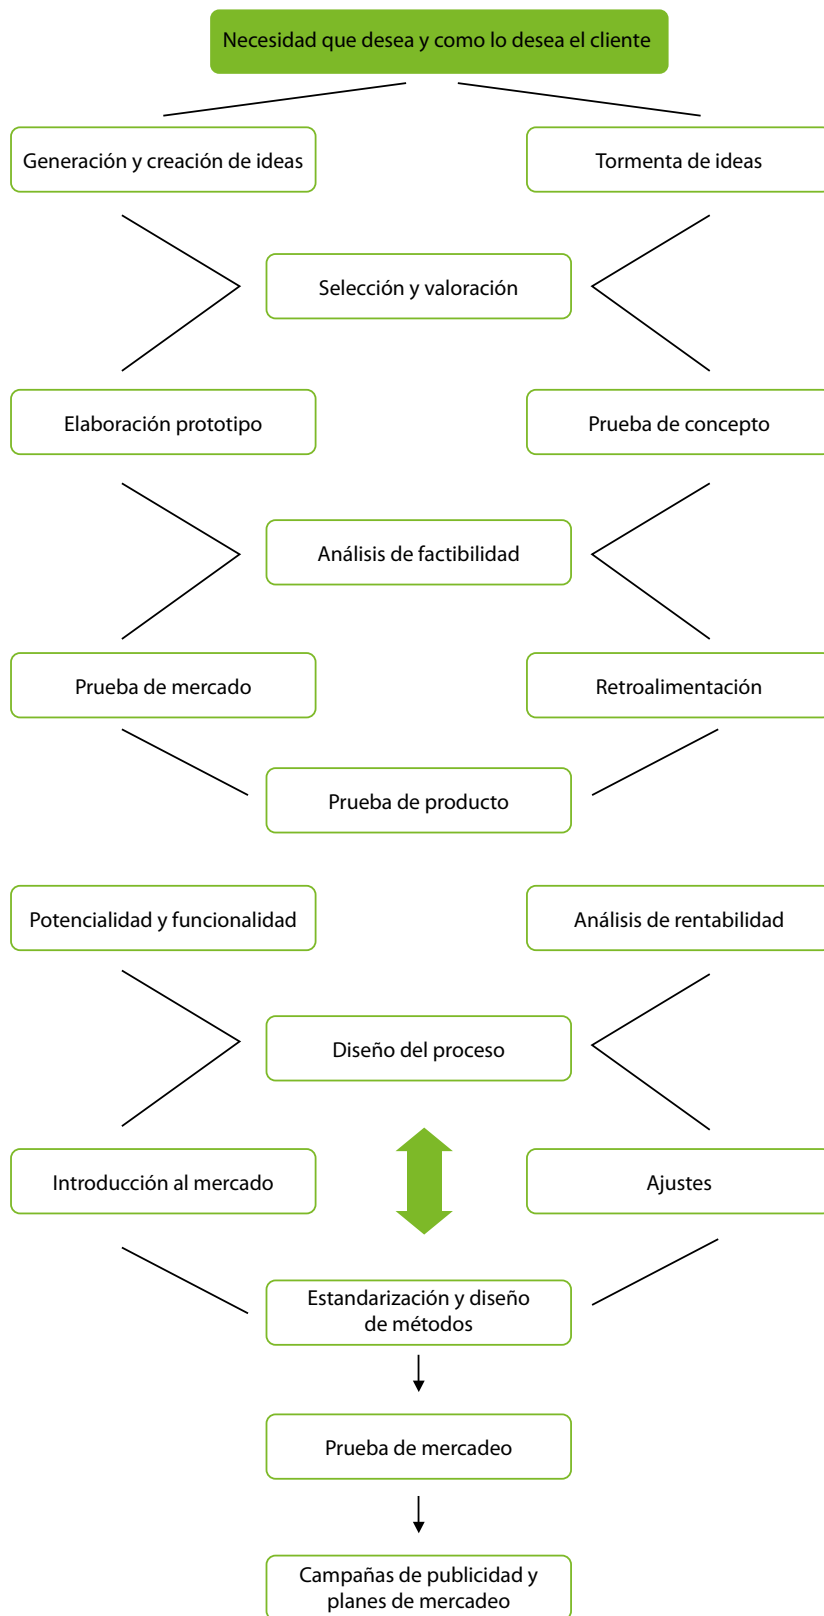 Necesidad que desea y como lo desea el cliente
Generación y creación de ideas
Tormenta de ideas
Selección y valoración
Elaboración prototipo
Prueba de concepto
Análisis de factibilidad
Prueba de mercado
Retroalimentación
Prueba de producto
Potencialidad y funcionalidad
Análisis de rentabilidad
Diseño del proceso
Introducción al mercado
Ajustes
Estandarización y diseño
de métodos
Prueba de mercadeo
Campañas de publicidad y
planes de mercadeo